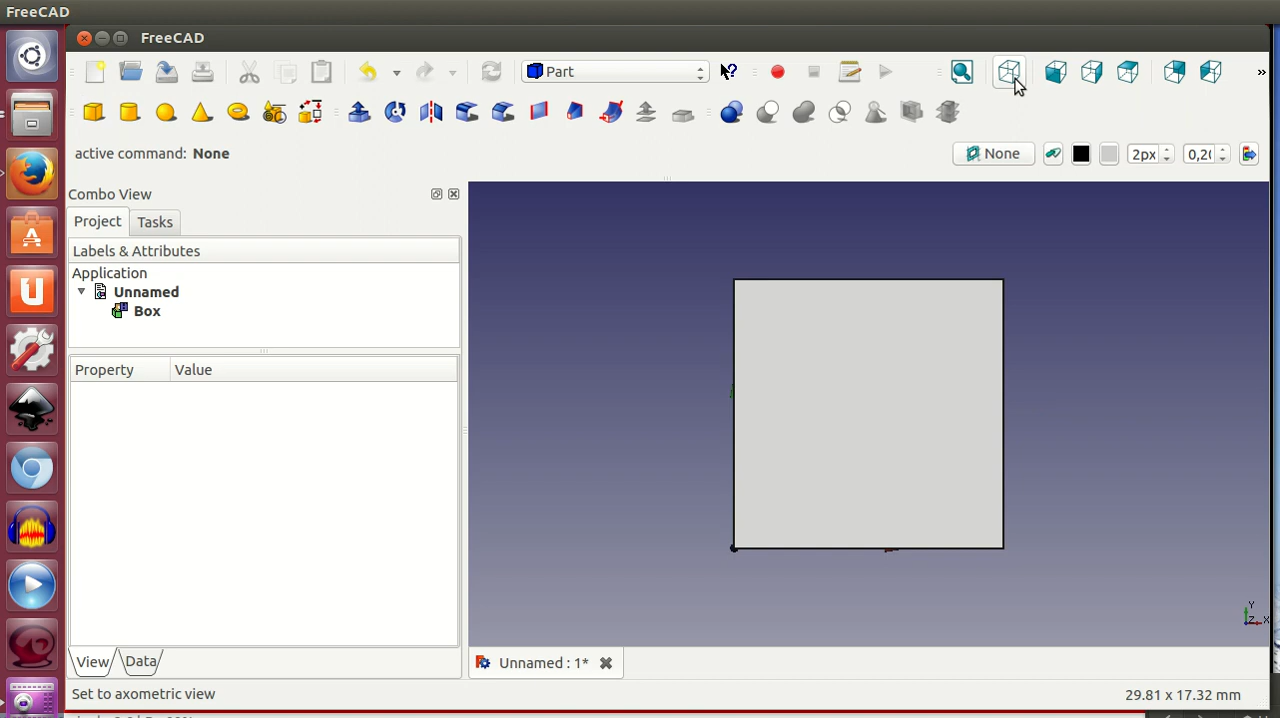 FreeCAD
FreeCAD
Part
»
active command: None
None
2px
0,20
Combo View
Project
Tasks
Labels & Attributes
Application
Unnamed
Box
Property
Value
Y
Z
X
View
Data
Unnamed : 1*
Set to axometric view
29.81 x 17.32 mm